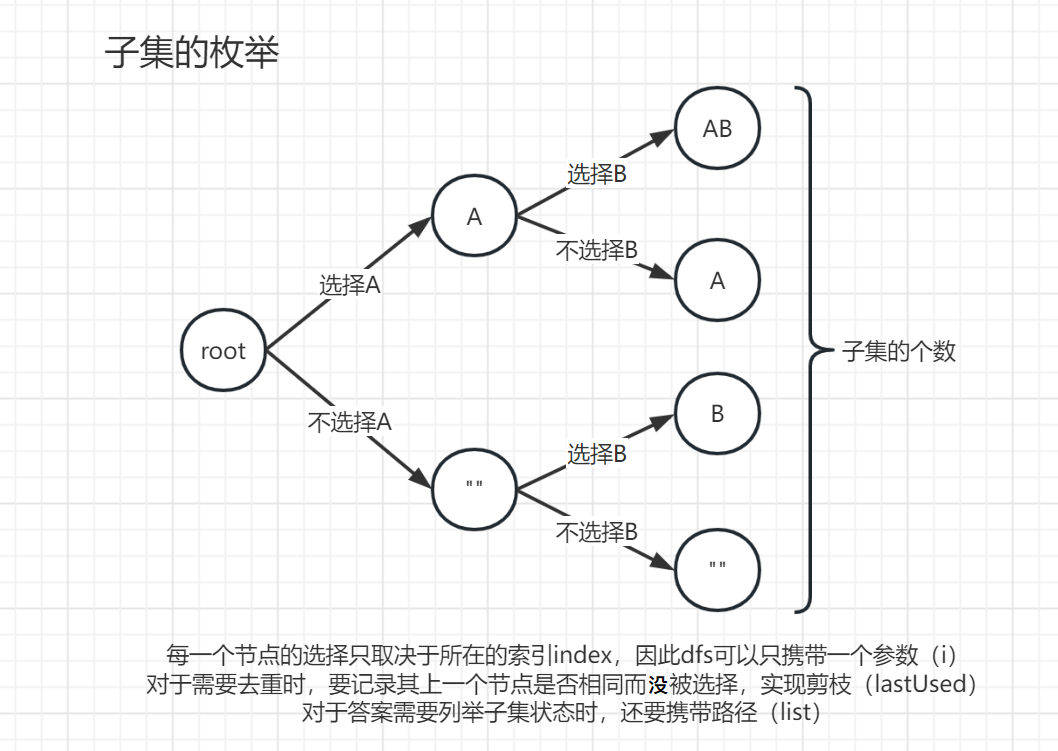 子集的枚举
AB
选择B
A
不选择B
选择A
A
子集的个数
root
不选择A
B
选择B
""
不选择B
""
每一个节点的选择只取决于所在的索引index，因此dfs可以只携带一个参数（i）
对于需要去重时，要记录其上一个节点是否相同而没被选择，实现剪枝（lastUsed）
对于答案需要列举子集状态时，还要携带路径（list）